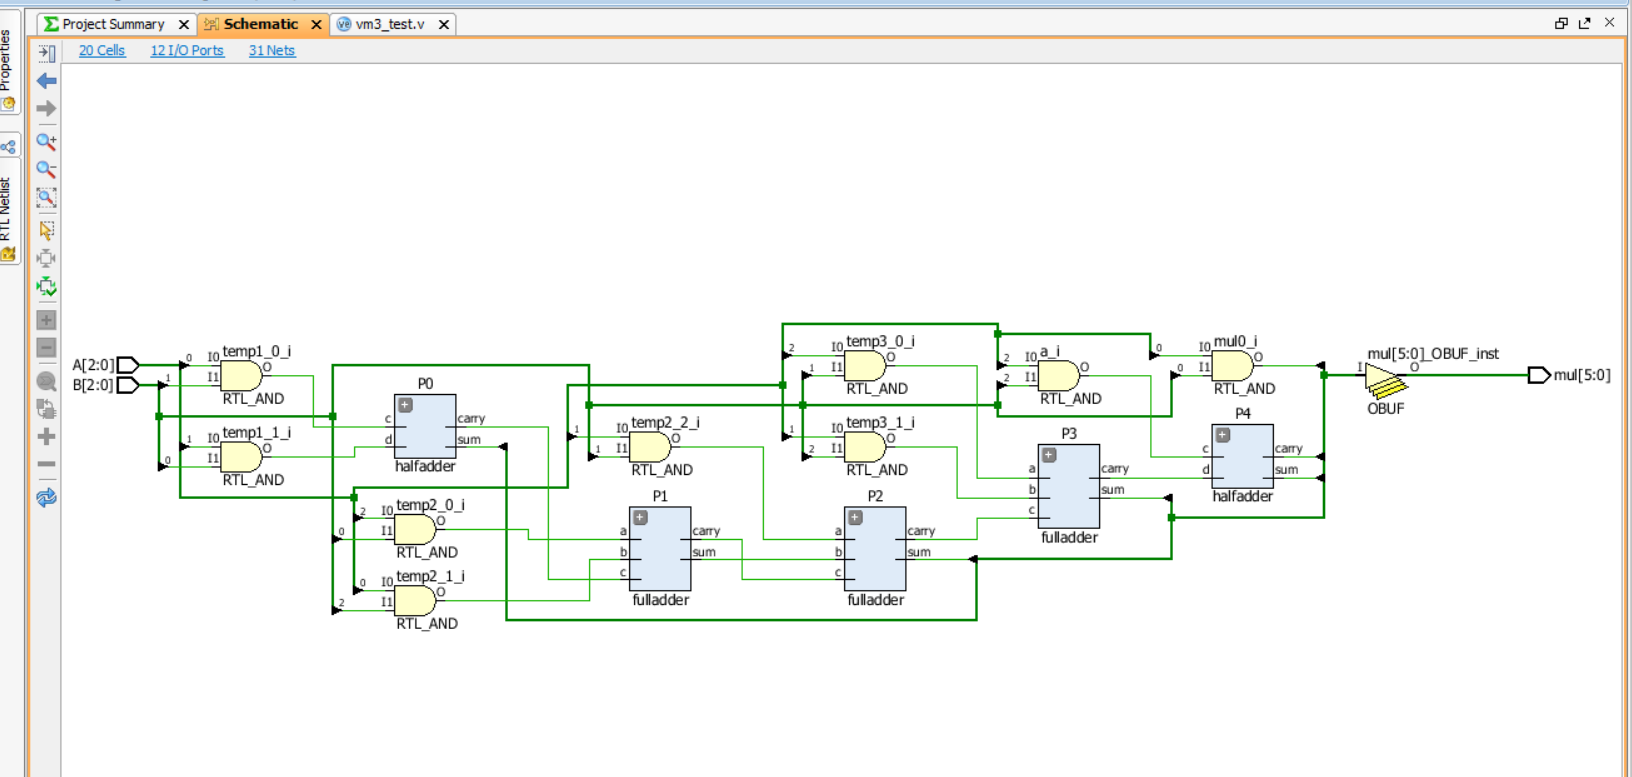 Project Summary
Schematic
vm3_test.v
20 Cells
12 I/O Ports
31 Nets
Properties
RTL Netlist
A[2:0]
B[2:0]
0
1
I0
I1
temp1_0_i
O
RTL_AND
1
0
I0
I1
temp1_1_i
O
RTL_AND
P0
c
d
carry
sum
halfadder
2
0
I0
I1
temp2_0_i
O
RTL_AND
0
2
I0
I1
temp2_1_i
O
RTL_AND
1
1
I0
I1
temp2_2_i
O
RTL_AND
P1
a
b
c
carry
sum
fulladder
2
1
I0
I1
temp3_0_i
O
RTL_AND
1
2
I0
I1
temp3_1_i
O
RTL_AND
P2
a
b
c
carry
sum
fulladder
2
2
I0
I1
a_i
O
RTL_AND
P3
a
b
c
carry
sum
fulladder
0
0
I0
I1
mul0_i
O
RTL_AND
P4
c
d
carry
sum
halfadder
mul[5:0]_OBUF_inst
I
O
OBUF
mul[5:0]